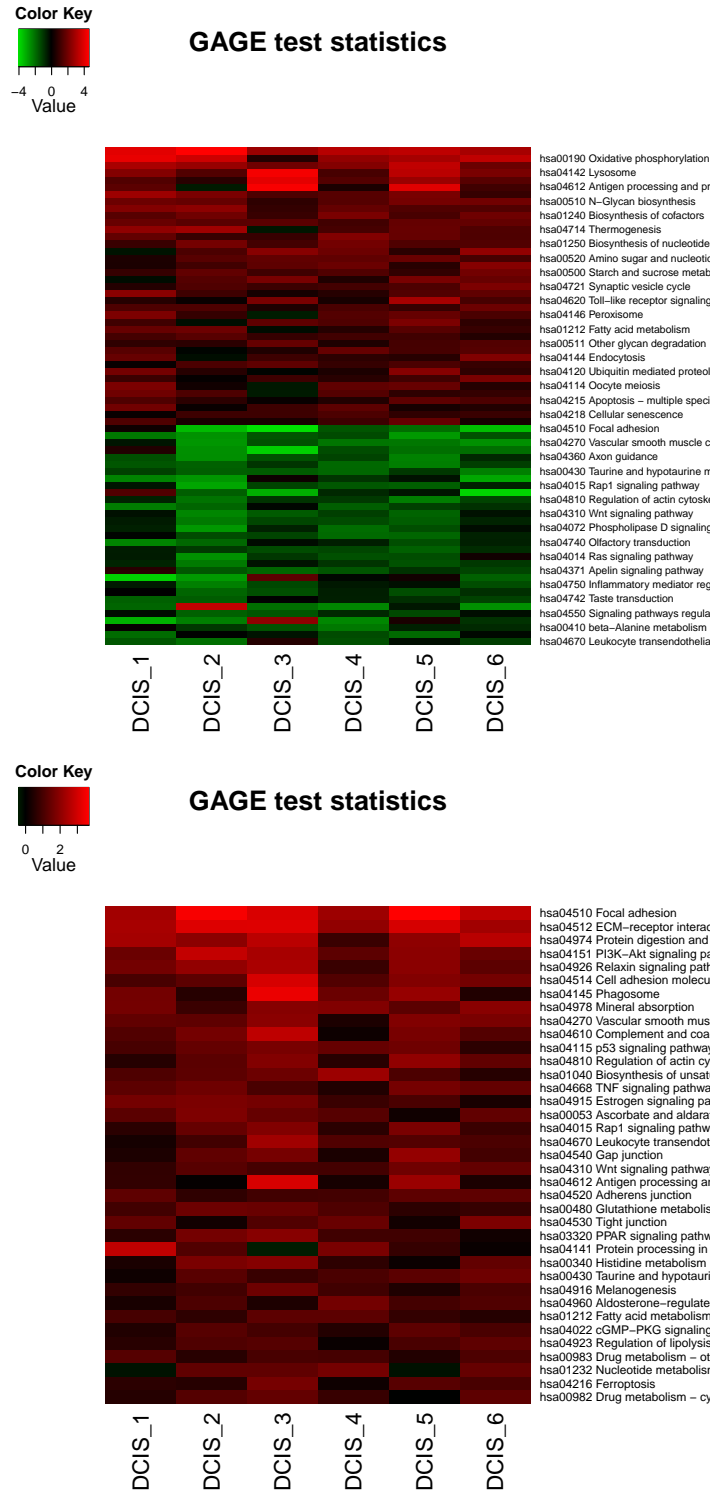 Color Key
GAGE test statistics
−4 0 4
Value
hsa00190 Oxidative phosphorylation
hsa04142 Lysosome
hsa04612 Antigen processing and pr
hsa00510 N−Glycan biosynthesis
hsa01240 Biosynthesis of cofactors
hsa04714 Thermogenesis
hsa01250 Biosynthesis of nucleotide
hsa00520 Amino sugar and nucleotid
hsa00500 Starch and sucrose metab
hsa04721 Synaptic vesicle cycle
hsa04620 Toll−like receptor signaling
hsa04146 Peroxisome
hsa01212 Fatty acid metabolism
hsa00511 Other glycan degradation
hsa04144 Endocytosis
hsa04120 Ubiquitin mediated proteol
hsa04114 Oocyte meiosis
hsa04215 Apoptosis − multiple speci
hsa04218 Cellular senescence
hsa04510 Focal adhesion
hsa04270 Vascular smooth muscle c
hsa04360 Axon guidance
hsa00430 Taurine and hypotaurine m
hsa04015 Rap1 signaling pathway
hsa04810 Regulation of actin cytoske
hsa04310 Wnt signaling pathway
hsa04072 Phospholipase D signaling
hsa04740 Olfactory transduction
hsa04014 Ras signaling pathway
hsa04371 Apelin signaling pathway
hsa04750 Inflammatory mediator reg
hsa04742 Taste transduction
hsa04550 Signaling pathways regula
hsa00410 beta−Alanine metabolism
hsa04670 Leukocyte transendothelia
DCIS_1 DCIS_2 DCIS_3 DCIS_4 DCIS_5 DCIS_6
Color Key
GAGE test statistics
0 2
Value
hsa04510 Focal adhesion
hsa04512 ECM−receptor interac
hsa04974 Protein digestion and
hsa04151 PI3K−Akt signaling pa
hsa04926 Relaxin signaling path
hsa04514 Cell adhesion molecu
hsa04145 Phagosome
hsa04978 Mineral absorption
hsa04270 Vascular smooth mus
hsa04610 Complement and coa
hsa04115 p53 signaling pathway
hsa04810 Regulation of actin cy
hsa01040 Biosynthesis of unsat
hsa04668 TNF signaling pathwa
hsa04915 Estrogen signaling pa
hsa00053 Ascorbate and aldara
hsa04015 Rap1 signaling pathw
hsa04670 Leukocyte transendot
hsa04540 Gap junction
hsa04310 Wnt signaling pathway
hsa04612 Antigen processing an
hsa04520 Adherens junction
hsa00480 Glutathione metabolis
hsa04530 Tight junction
hsa03320 PPAR signaling pathw
hsa04141 Protein processing in
hsa00340 Histidine metabolism
hsa00430 Taurine and hypotauri
hsa04916 Melanogenesis
hsa04960 Aldosterone−regulate
hsa01212 Fatty acid metabolism
hsa04022 cGMP−PKG signaling
hsa04923 Regulation of lipolysis
hsa00983 Drug metabolism − ot
hsa01232 Nucleotide metabolism
hsa04216 Ferroptosis
hsa00982 Drug metabolism − cy
DCIS_1 DCIS_2 DCIS_3 DCIS_4 DCIS_5 DCIS_6